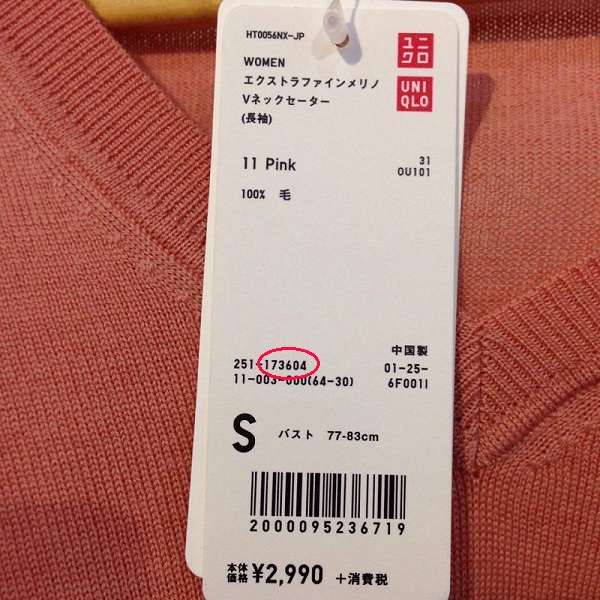 HT0056NX-JP
ユニ
クロ
UNI
QLO
WOMEN
エクストラファインメリノ
Vネックセーター
(長袖)
11 Pink
31
OU101
100% 毛
中国製
251-173604
01-25-
11-003-000(64-30)
6F001I
S バスト 77-83cm
2000095236719
本体
価格 ¥2,990 +消費税